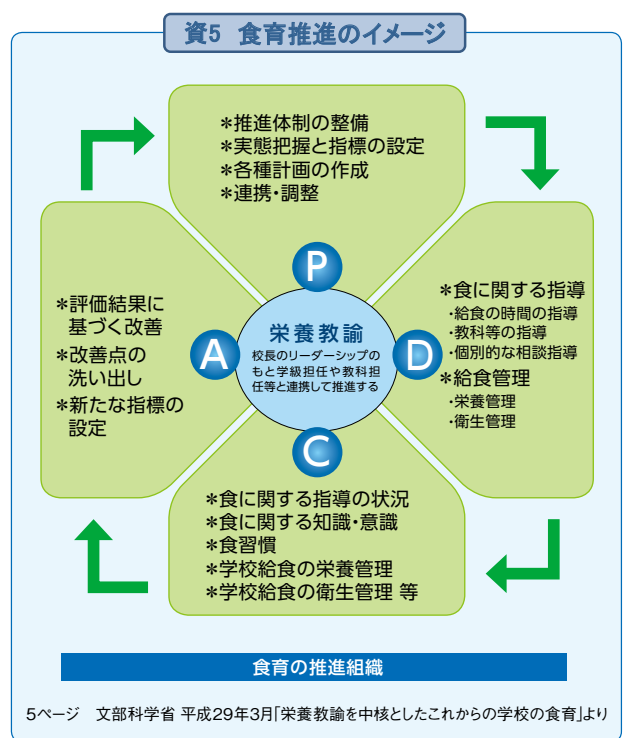 資5 食育推進のイメージ
＊推進体制の整備
＊実態把握と指標の設定
＊各種計画の作成
＊連携・調整
P
＊食に関する指導
・給食の時間の指導
・教科等の指導
・個別的な相談指導
＊給食管理
・栄養管理
・衛生管理
D
栄養教諭
校長のリーダーシップの
もと学級担任や教科担
任等と連携して推進する
C
＊食に関する指導の状況
＊食に関する知識・意識
＊食習慣
＊学校給食の栄養管理
＊学校給食の衛生管理 等
A
＊評価結果に
基づく改善
＊改善点の
洗い出し
＊新たな指標の
設定
食育の推進組織
5ページ 文部科学省 平成29年3月「栄養教諭を中核としたこれからの学校の食育」より